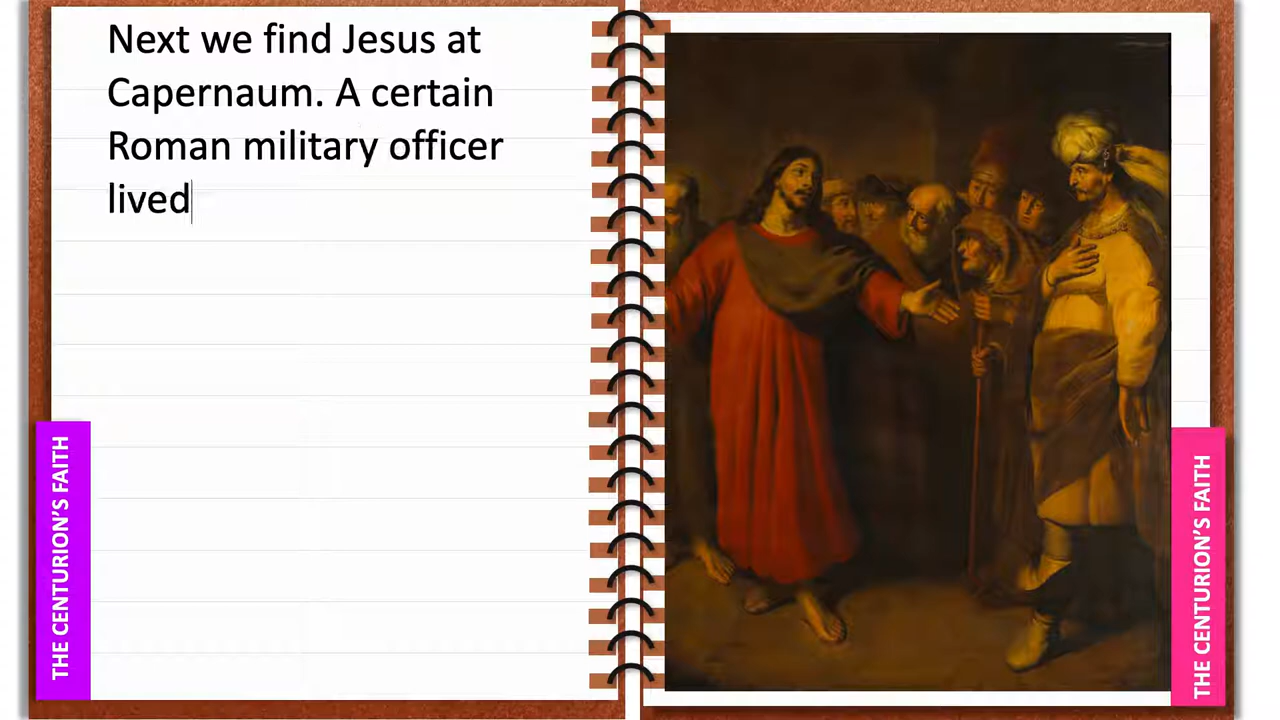 Next we find Jesus at
Capernaum. A certain
Roman military officer
lived
THE CENTURION'S FAITH
THE CENTURION'S FAITH